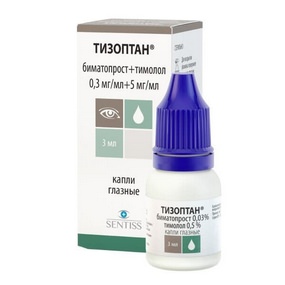 ТИЗОПТАН®
биматопрост+тимолол
0,3 мг/мл+5 мг/мл
3 мл
капли
глазные
SENTISS
ТИЗОПТАН®
биматопрост 0,03%
тимолол 0,5 %
капли глазные
3 мл